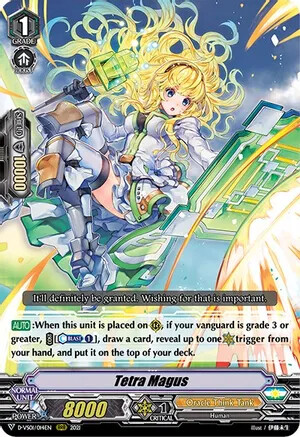 1
GRADE
BOOST
10000
It'll definitely be granted. Wishing for that is important.
AUTO:When this unit is placed on Ⓡ, if your vanguard is grade 3 or
greater, [COUNTER BLAST 1], draw a card, reveal up to one trigger from
your hand, and put it on the top of your deck.
NORMAL UNIT
Tetra Magus
POWER 8000
1 CRITICAL
Oracle Think Tank
Human
D-VS01/014EN RRR 2021
Illust / 伊藤未生